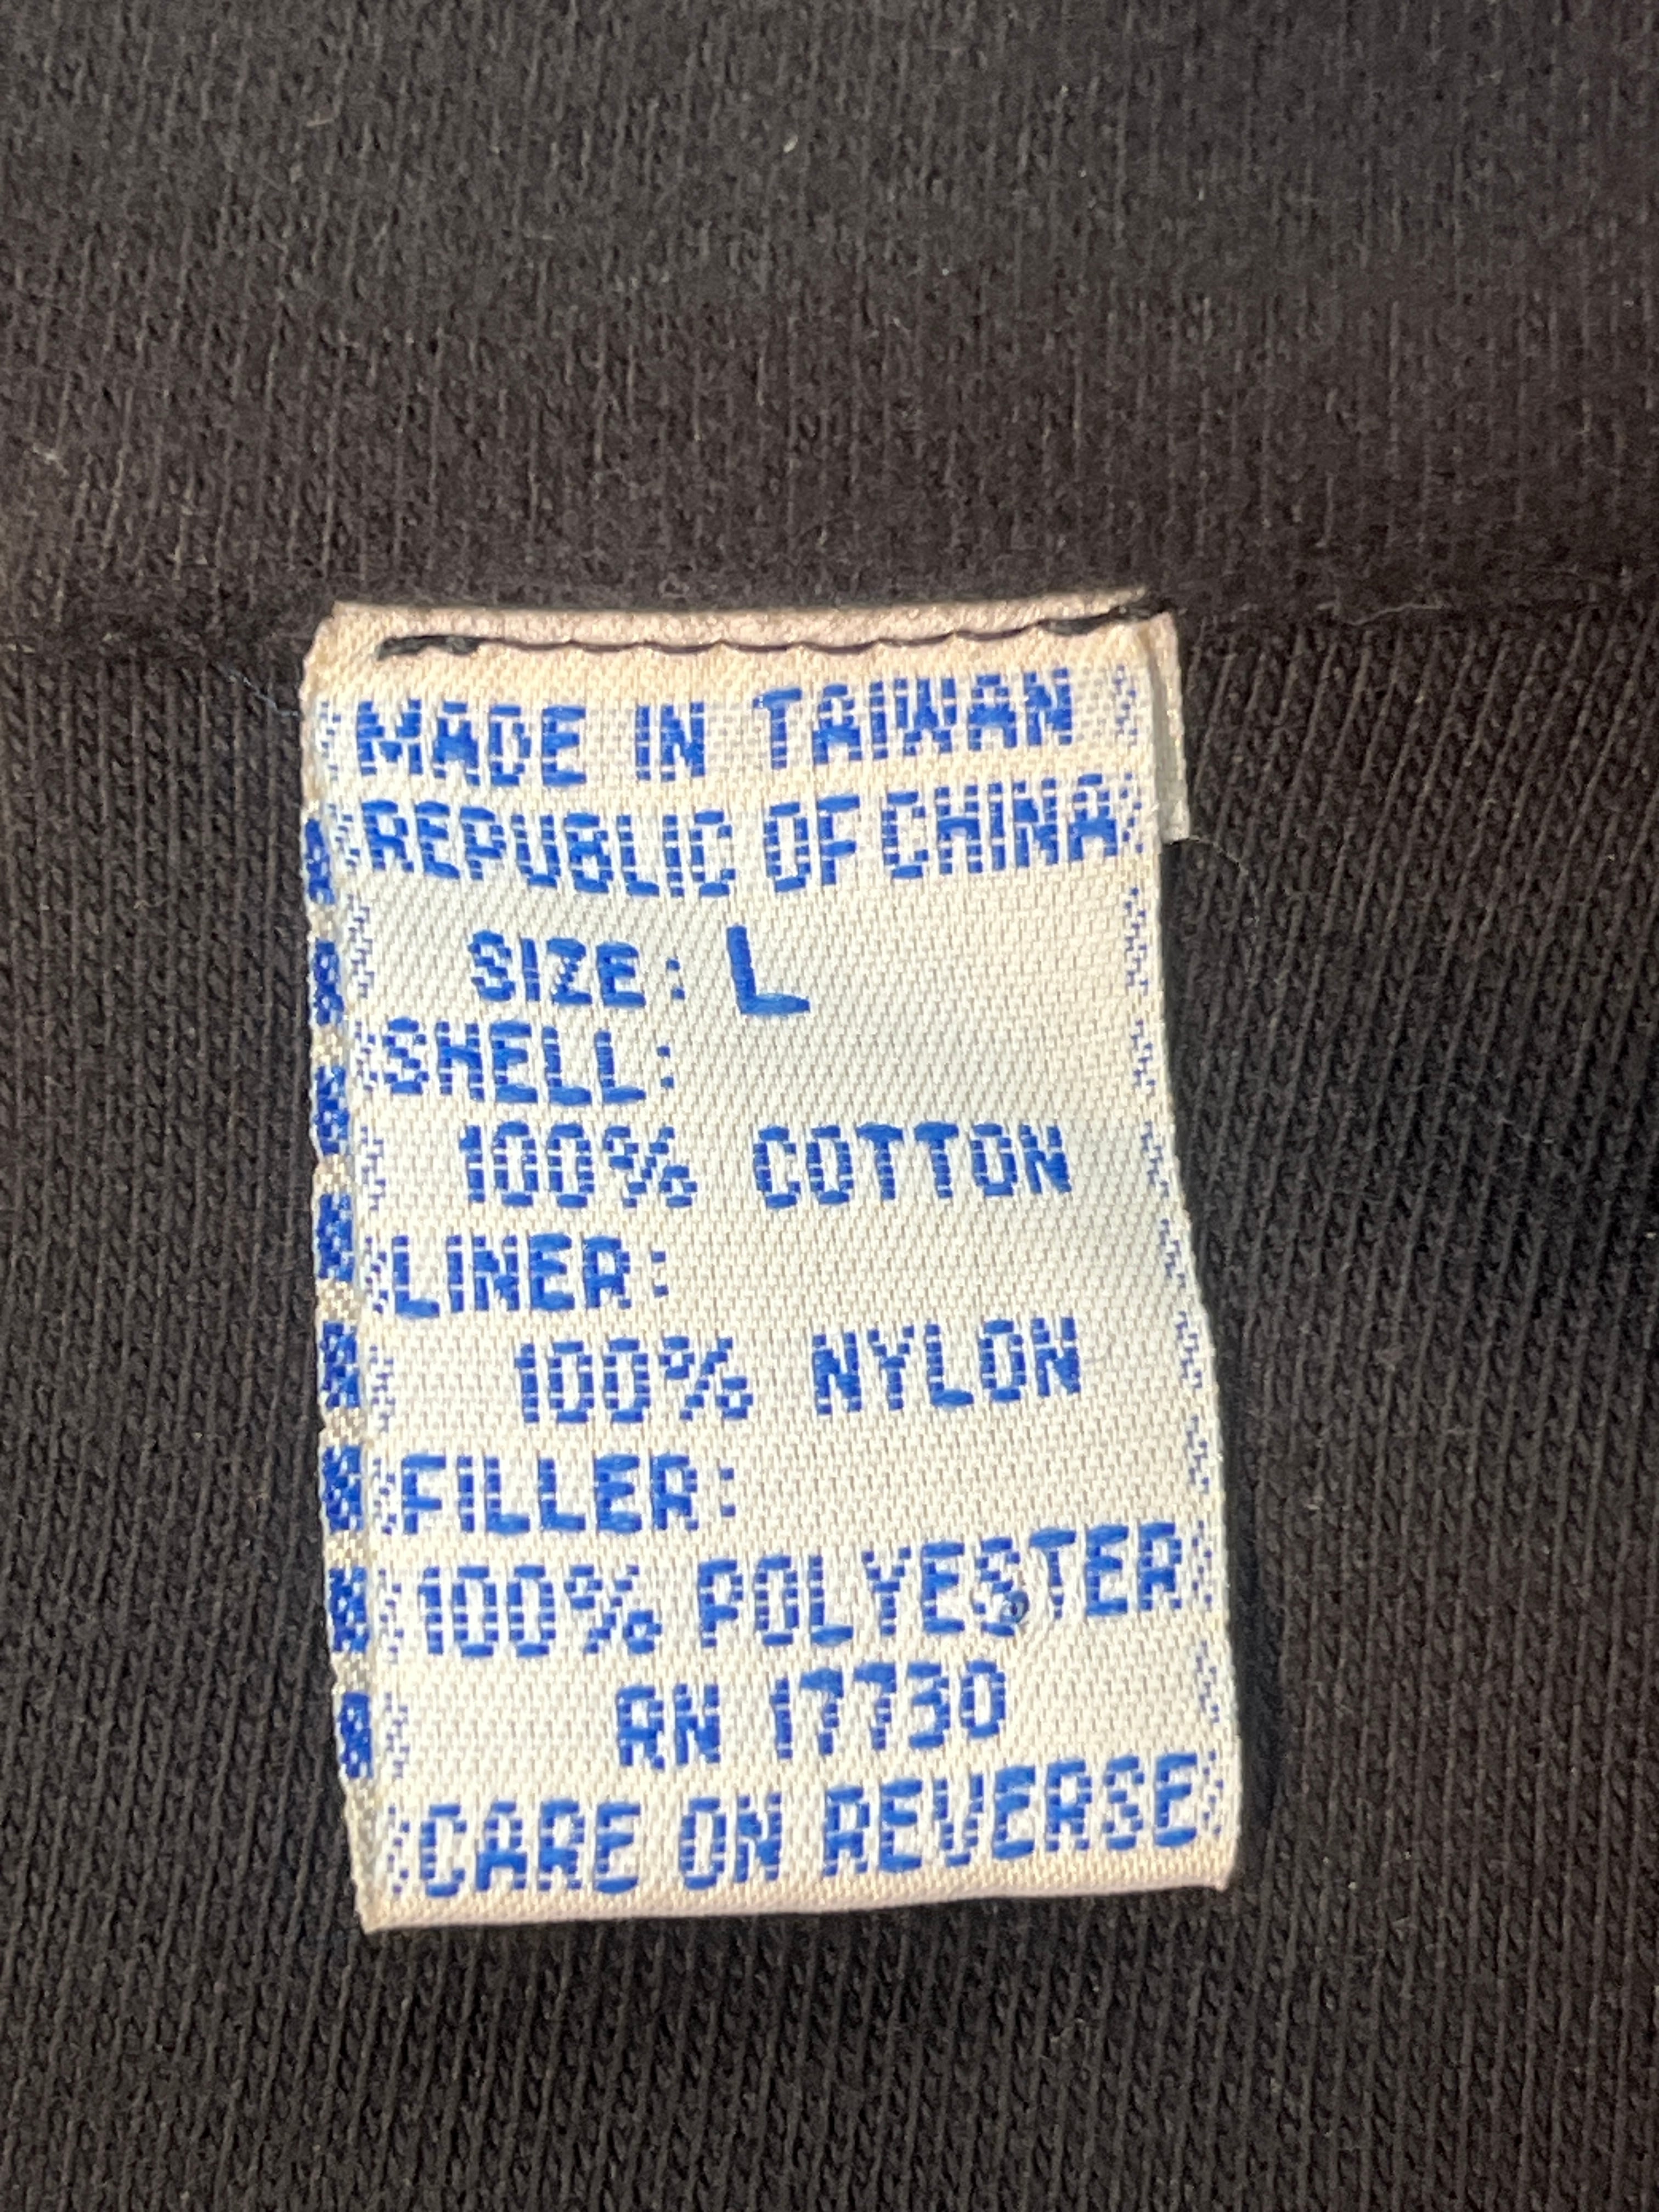 MADE IN TAIWAN
REPUBLIC OF CHINA
SIZE: L
SHELL:
100% COTTON
LINER:
100% NYLON
FILLER:
100% POLYESTER
RN 17730
CARE ON REVERSE